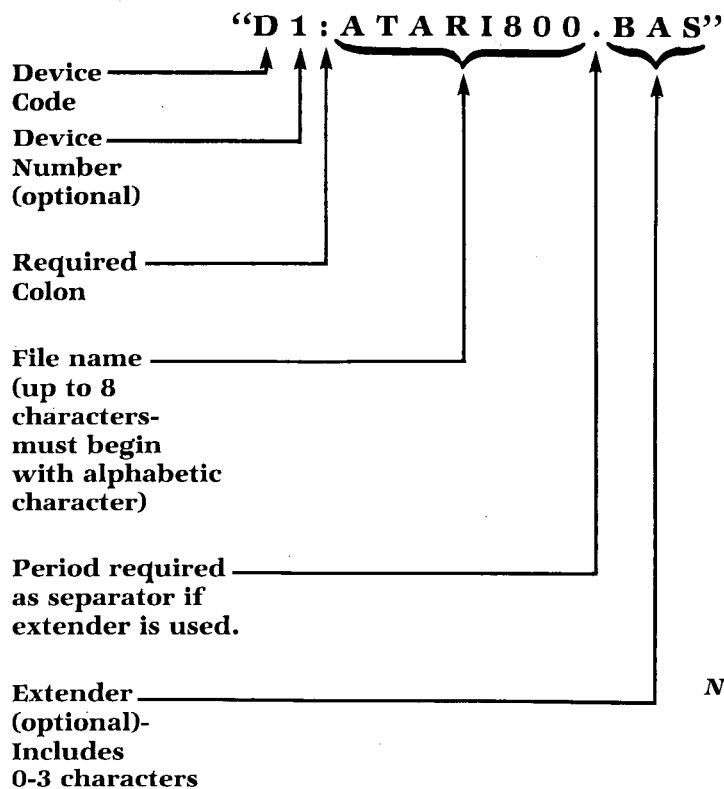 “D1:ATARI800.BAS”
Device
Code
Device
Number
(optional)
Required
Colon
File name
(up to 8
characters-
must begin
with alphabetic
character)
Period required
as separator if
extender is used.
Extender
(optional)-
Includes
0-3 characters
N